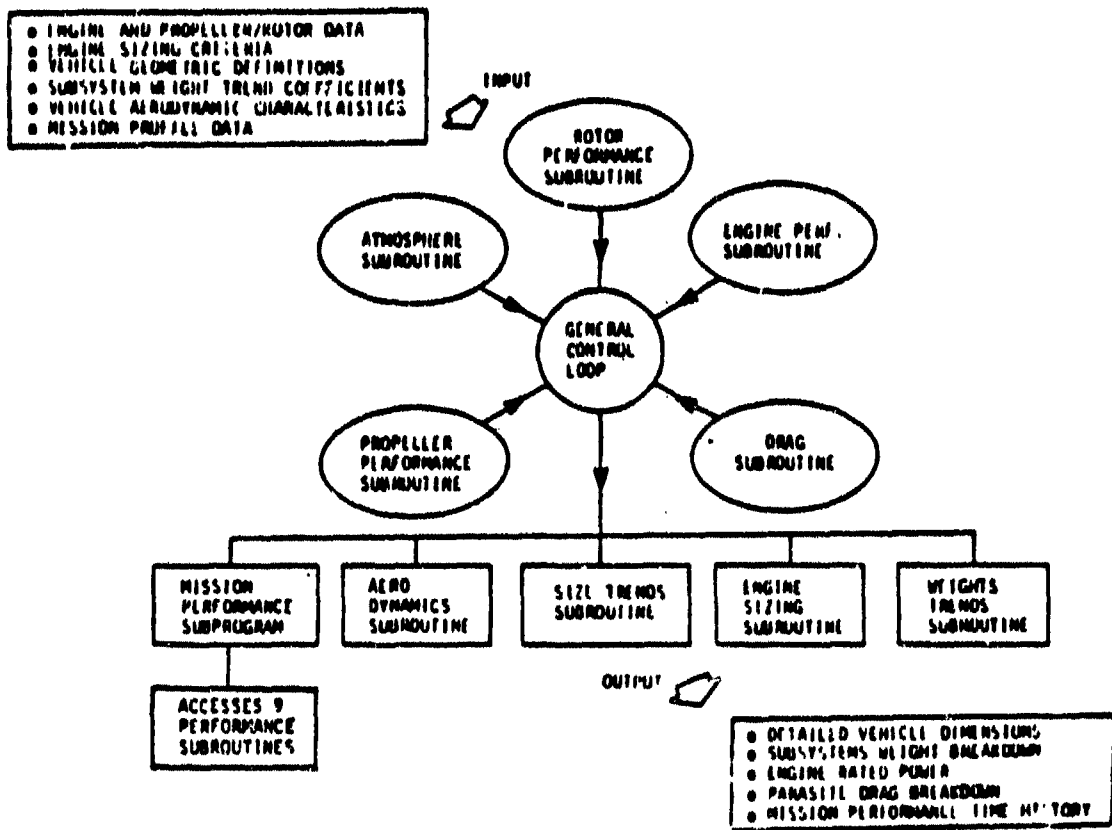 ● ENGINE AND PROPELLER/ROTOR DATA
● ENGINE SIZING CRITERIA
● VEHICLE GEOMETRIC DEFINITIONS
● SUBSYSTEM WEIGHT TREND COEFFICIENTS
● VEHICLE AERODYNAMIC CHARACTERISTICS
● MISSION PROFILE DATA
INPUT
ROTOR
PERFORMANCE
SUBROUTINE
ATMOSPHERE
SUBROUTINE
ENGINE PERF.
SUBROUTINE
GENERAL
CONTROL
LOOP
PROPELLER
PERFORMANCE
SUBROUTINE
DRAG
SUBROUTINE
MISSION
PERFORMANCE
SUBPROGRAM
AERO
DYNAMICS
SUBROUTINE
SIZE TRENDS
SUBROUTINE
ENGINE
SIZING
SUBROUTINE
WEIGHTS
TRENDS
SUBROUTINE
ACCESSES 9
PERFORMANCE
SUBROUTINES
OUTPUT
● DETAILED VEHICLE DIMENSIONS
● SUBSYSTEMS WEIGHT BREAKDOWN
● ENGINE RATED POWER
● PARASITE DRAG BREAKDOWN
● MISSION PERFORMANCE TIME HISTORY